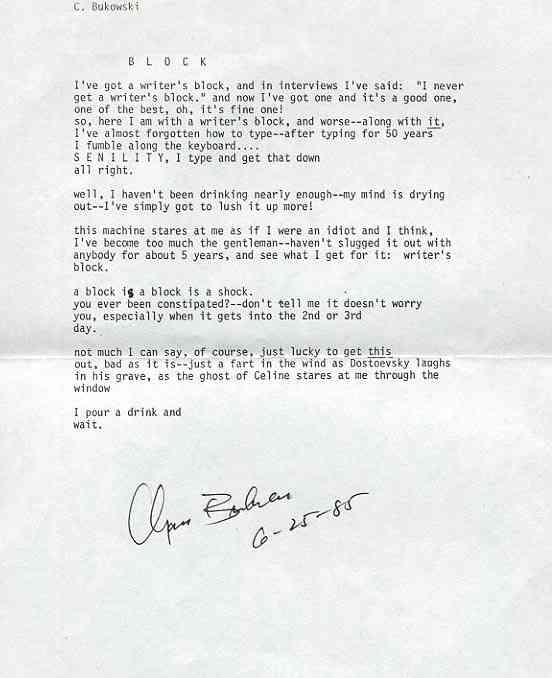 C. Bukowski
B L O C K
I've got a writer's block, and in interviews I've said: "I never
get a writer's block." and now I've got one and it's a good one,
one of the best, oh, it's fine one!
so, here I am with a writer's block, and worse--along with it,
I've almost forgotten how to type--after typing for 50 years
I fumble along the keyboard....
S E N I L I T Y, I type and get that down
all right.
well, I haven't been drinking nearly enough--my mind is drying
out--I've simply got to lush it up more!
this machine stares at me as if I were an idiot and I think,
I've become too much the gentleman--haven't slugged it out with
anybody for about 5 years, and see what I get for it: writer's
block.
a block is a block is a shock.
you ever been constipated?--don't tell me it doesn't worry
you, especially when it gets into the 2nd or 3rd
day.
not much I can say, of course, just lucky to get this
out, bad as it is--just a fart in the wind as Dostoevsky laughs
in his grave, as the ghost of Celine stares at me through the
window
I pour a drink and
wait.
6-25-85